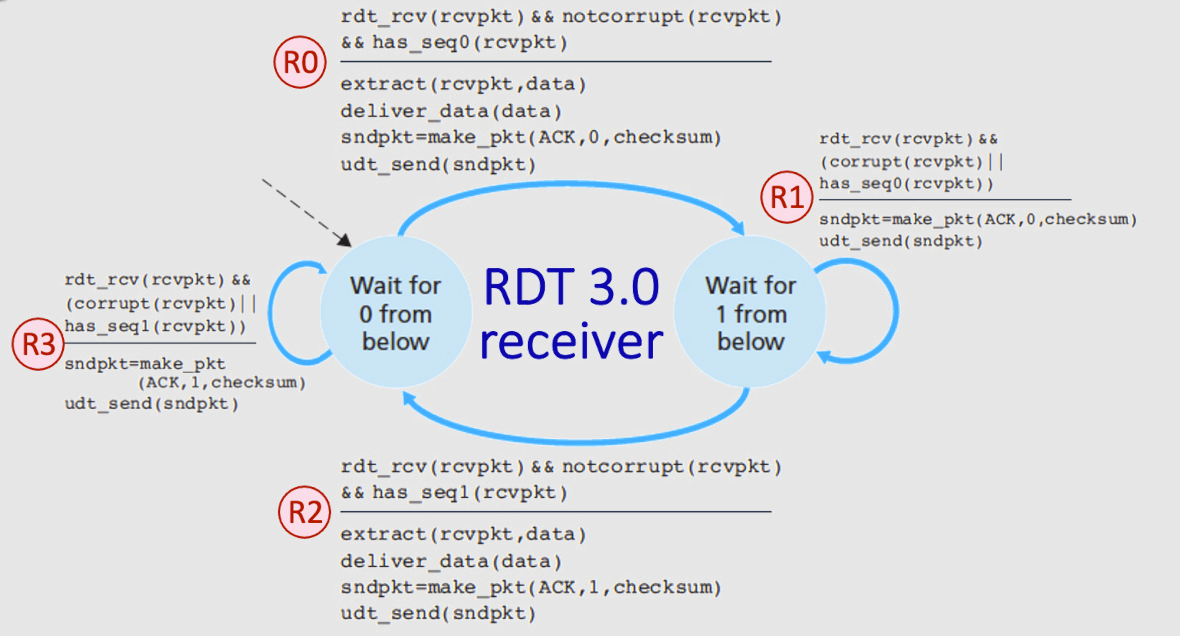 rdt_rcv(rcvpkt) && notcorrupt(rcvpkt)
&& has_seq0(rcvpkt)
R0
extract(rcvpkt,data)
deliver_data(data)
sndpkt=make_pkt(ACK,0,checksum)
udt_send(sndpkt)
rdt_rcv(rcvpkt) &&
(corrupt(rcvpkt)||
has_seq0(rcvpkt))
R1
sndpkt=make_pkt(ACK,0,checksum)
udt_send(sndpkt)
Wait for
0 from
below
RDT 3.0
receiver
Wait for
1 from
below
rdt_rcv(rcvpkt) &&
(corrupt(rcvpkt)||
has_seq1(rcvpkt))
R3
sndpkt=make_pkt
(ACK,1,checksum)
udt_send(sndpkt)
rdt_rcv(rcvpkt) && notcorrupt(rcvpkt)
&& has_seq1(rcvpkt)
R2
extract(rcvpkt,data)
deliver_data(data)
sndpkt=make_pkt(ACK,1,checksum)
udt_send(sndpkt)